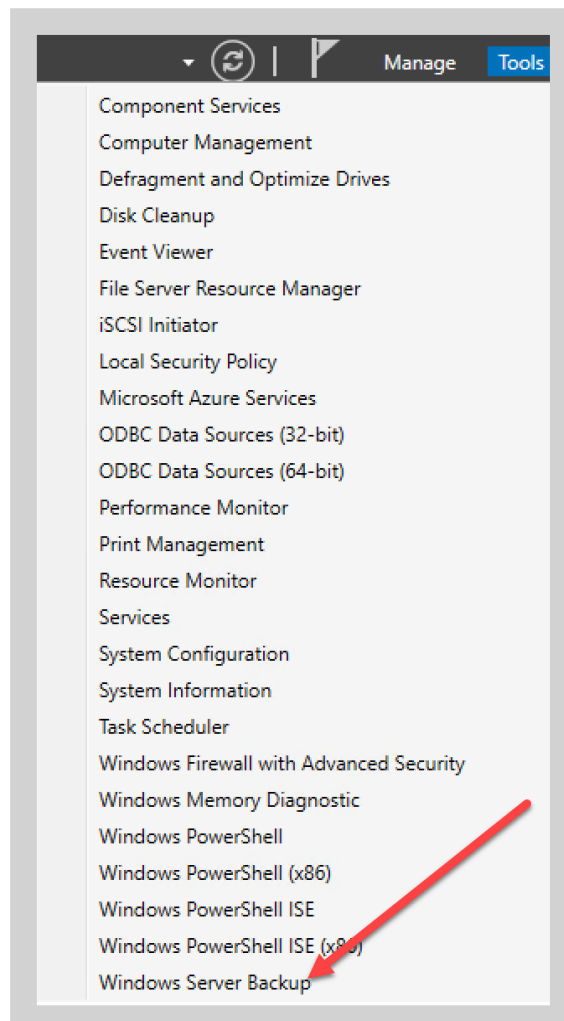 Manage Tools
Component Services
Computer Management
Defragment and Optimize Drives
Disk Cleanup
Event Viewer
File Server Resource Manager
iSCSI Initiator
Local Security Policy
Microsoft Azure Services
ODBC Data Sources (32-bit)
ODBC Data Sources (64-bit)
Performance Monitor
Print Management
Resource Monitor
Services
System Configuration
System Information
Task Scheduler
Windows Firewall with Advanced Security
Windows Memory Diagnostic
Windows PowerShell
Windows PowerShell (x86)
Windows PowerShell ISE
Windows PowerShell ISE (x86)
Windows Server Backup